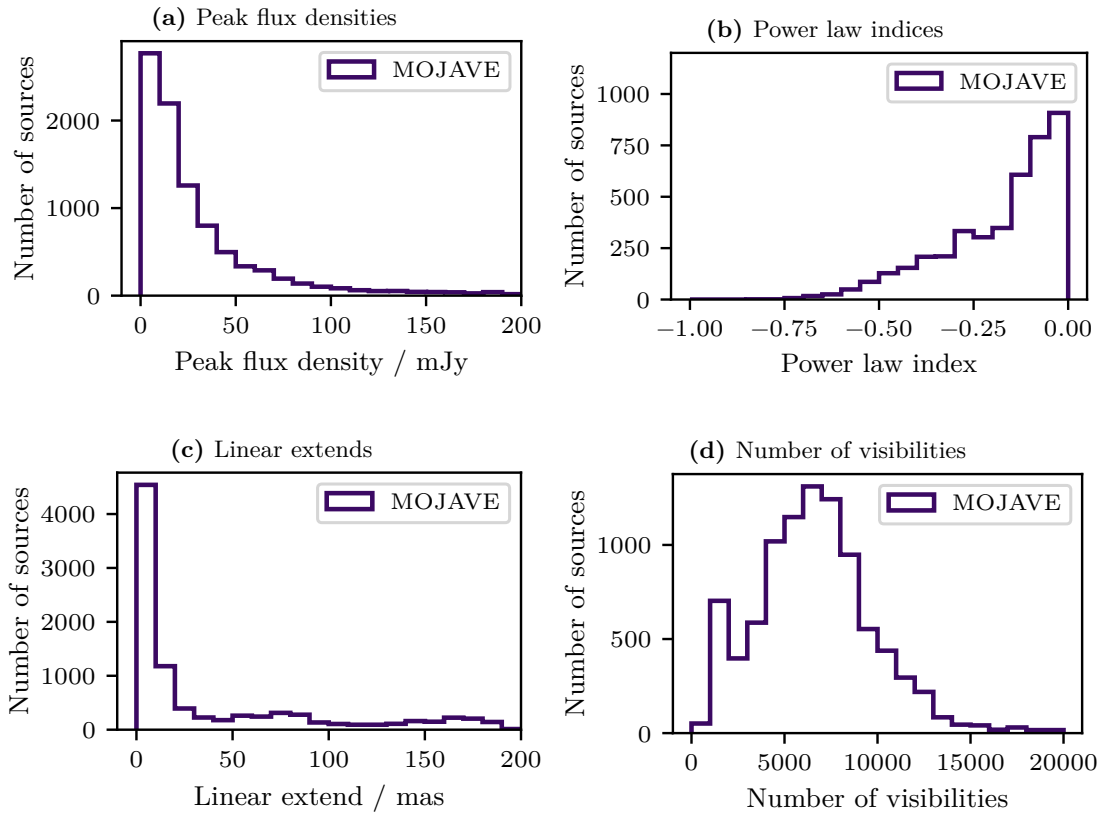 (a) Peak flux densities
MOJAVE
Number of sources
2000
1000
0
0 50 100 150 200
Peak flux density / mJy
(b) Power law indices
MOJAVE
Number of sources
1000
750
500
250
0
−1.00 −0.75 −0.50 −0.25 0.00
Power law index
(c) Linear extends
MOJAVE
Number of sources
4000
3000
2000
1000
0
0 50 100 150 200
Linear extend / mas
(d) Number of visibilities
MOJAVE
Number of sources
1000
500
0
0 5000 10000 15000 20000
Number of visibilities